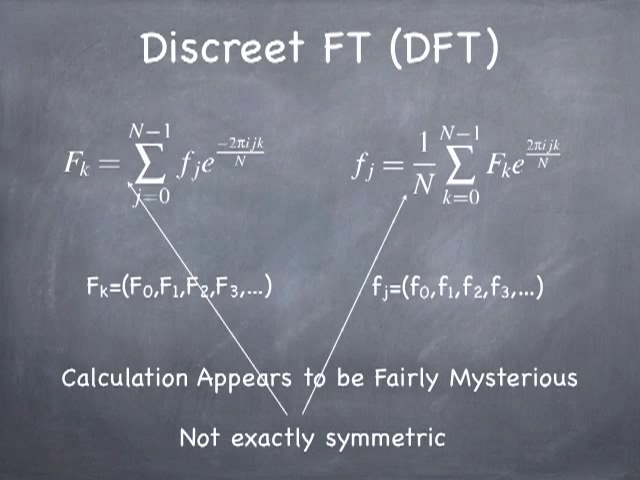 Discreet FT (DFT)
F_k = \sum_{j=0}^{N-1} f_j e^{\frac{-2\pi ijk}{N}}
f_j = \frac{1}{N} \sum_{k=0}^{N-1} F_k e^{\frac{2\pi ijk}{N}}
Fₖ=(F₀,F₁,F₂,F₃,...)
fⱼ=(f₀,f₁,f₂,f₃,...)
Calculation Appears to be Fairly Mysterious
Not exactly symmetric